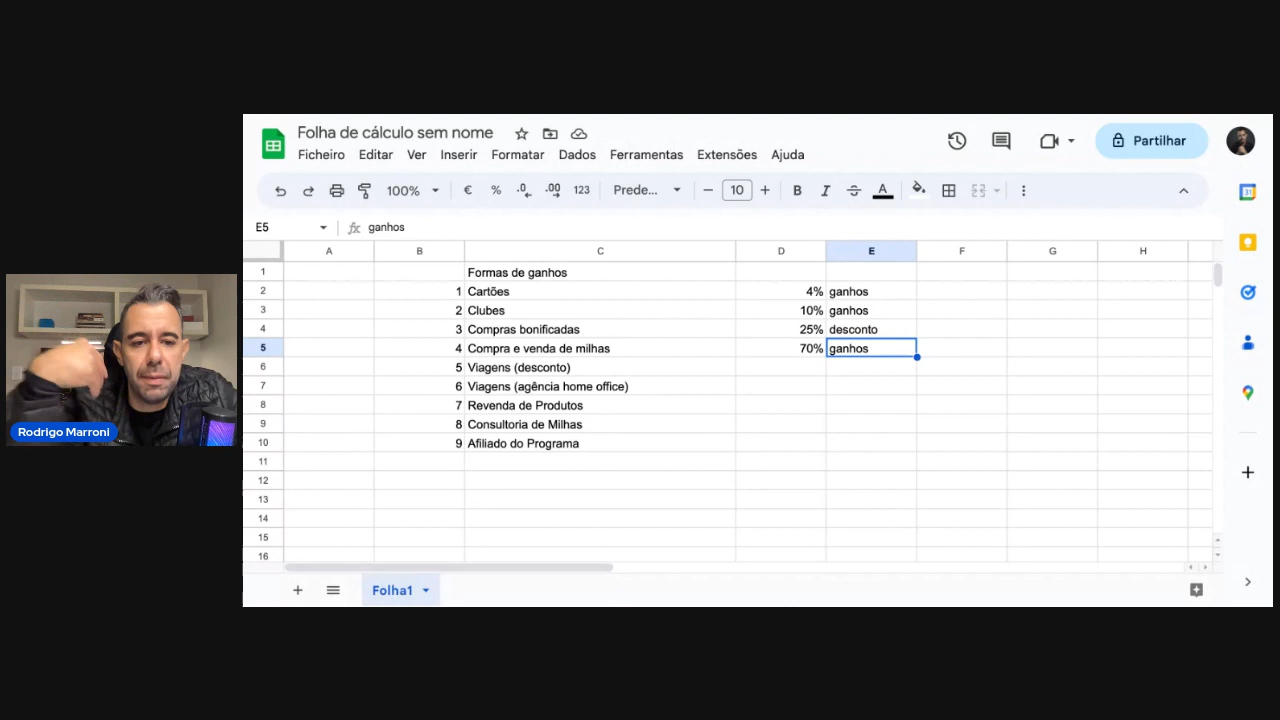 Folha de cálculo sem nome
Partilhar
Ficheiro Editar Ver Inserir Formatar Dados Ferramentas Extensões Ajuda
100% € % .0 .00 123 Prede... 10 B I A
E5 ganhos
A B C D E F G H
1 Formas de ganhos
2 1 Cartões 4% ganhos
3 2 Clubes 10% ganhos
4 3 Compras bonificadas 25% desconto
5 4 Compra e venda de milhas 70% ganhos
6 5 Viagens (desconto)
7 6 Viagens (agência home office)
8 7 Revenda de Produtos
9 8 Consultoria de Milhas
10 9 Afiliado do Programa
11
12
13
14
15
16
Folha1
Rodrigo Marroni
31